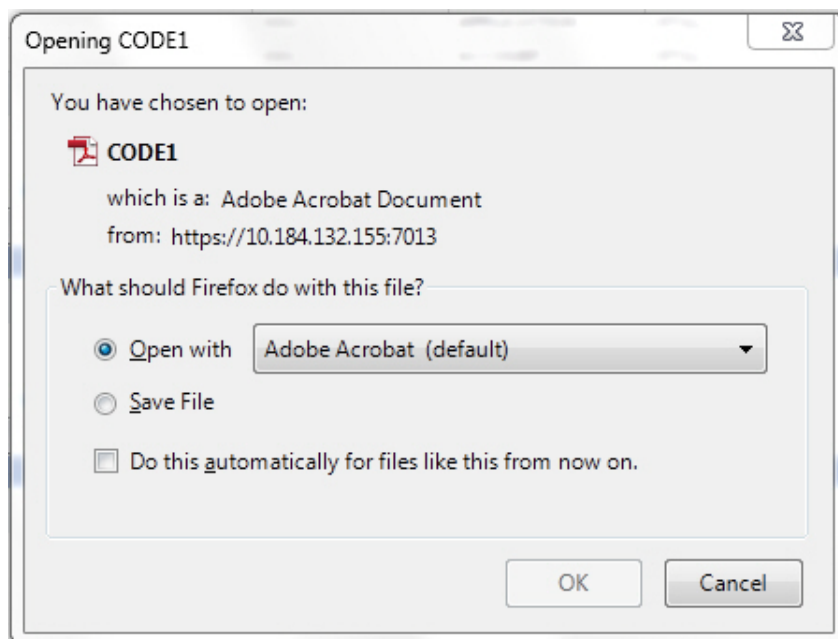 Opening CODE1
You have chosen to open:
CODE1
which is a: Adobe Acrobat Document
from: https://10.184.132.155:7013
What should Firefox do with this file?
Open with Adobe Acrobat (default)
Save File
Do this automatically for files like this from now on.
OK Cancel